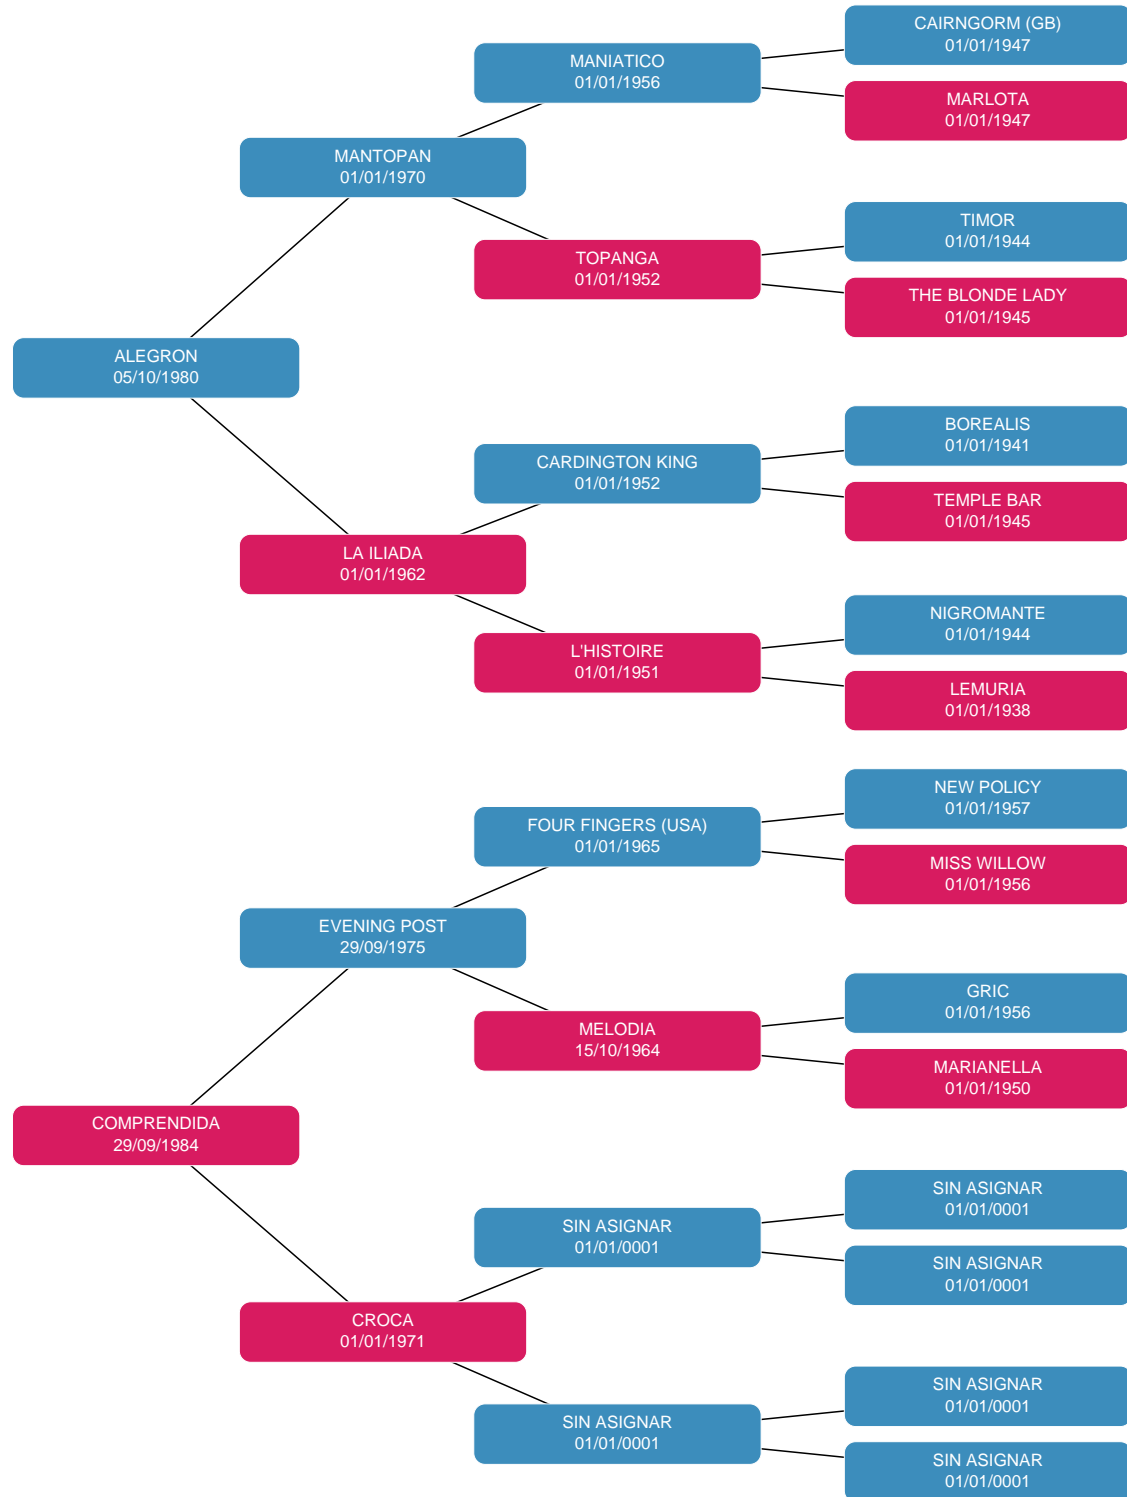 CAIRNGORM (GB)
01/01/1947
MANIATICO
01/01/1956
MARLOTA
01/01/1947
MANTOPAN
01/01/1970
TIMOR
01/01/1944
TOPANGA
01/01/1952
THE BLONDE LADY
01/01/1945
ALEGRON
05/10/1980
BOREALIS
01/01/1941
CARDINGTON KING
01/01/1952
TEMPLE BAR
01/01/1945
LA ILIADA
01/01/1962
NIGROMANTE
01/01/1944
L'HISTOIRE
01/01/1951
LEMURIA
01/01/1938
NEW POLICY
01/01/1957
FOUR FINGERS (USA)
01/01/1965
MISS WILLOW
01/01/1956
EVENING POST
29/09/1975
GRIC
01/01/1956
MELODIA
15/10/1964
MARIANELLA
01/01/1950
COMPRENDIDA
29/09/1984
SIN ASIGNAR
01/01/0001
SIN ASIGNAR
01/01/0001
SIN ASIGNAR
01/01/0001
CROCA
01/01/1971
SIN ASIGNAR
01/01/0001
SIN ASIGNAR
01/01/0001
SIN ASIGNAR
01/01/0001